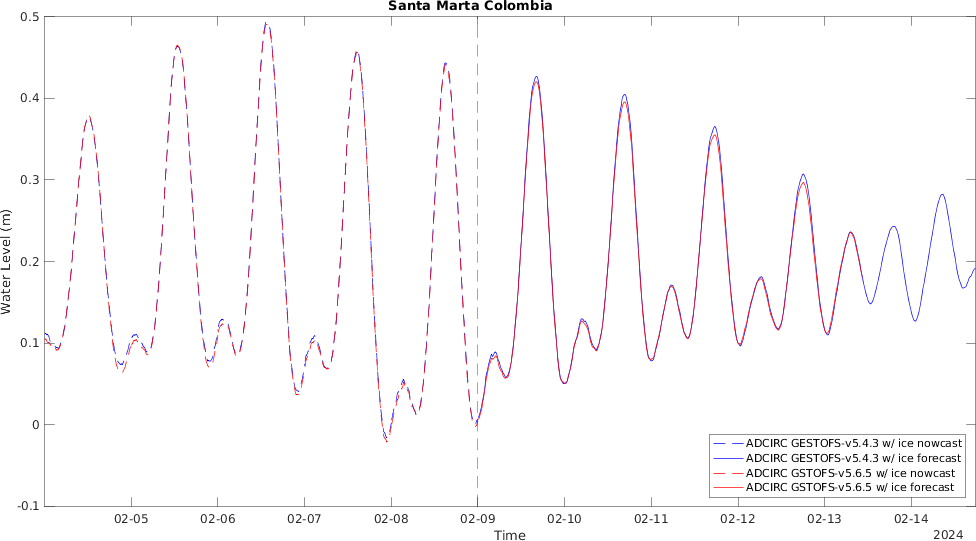 Santa Marta Colombia
0.5
0.4
0.3
0.2
0.1
0
-0.1
Water Level (m)
02-05 02-06 02-07 02-08 02-09 02-10 02-11 02-12 02-13 02-14
Time
2024
ADCIRC GESTOFS-v5.4.3 w/ ice nowcast
ADCIRC GESTOFS-v5.4.3 w/ ice forecast
ADCIRC GSTOFS-v5.6.5 w/ ice nowcast
ADCIRC GSTOFS-v5.6.5 w/ ice forecast